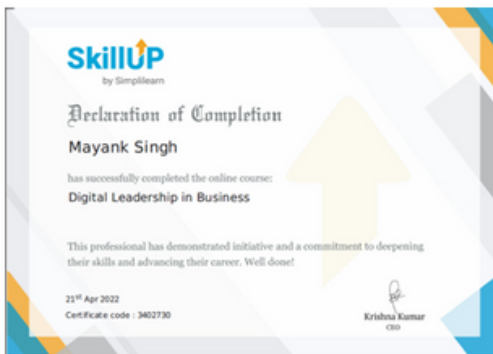 SkillUP
by Simplilearn
Declaration of Completion
Mayank Singh
has successfully completed the online course:
Digital Leadership in Business
This professional has demonstrated initiative and a commitment to deepening
their skills and advancing their career. Well done!
21st Apr 2022
Certificate code : 3402730
Krishna Kumar
CEO